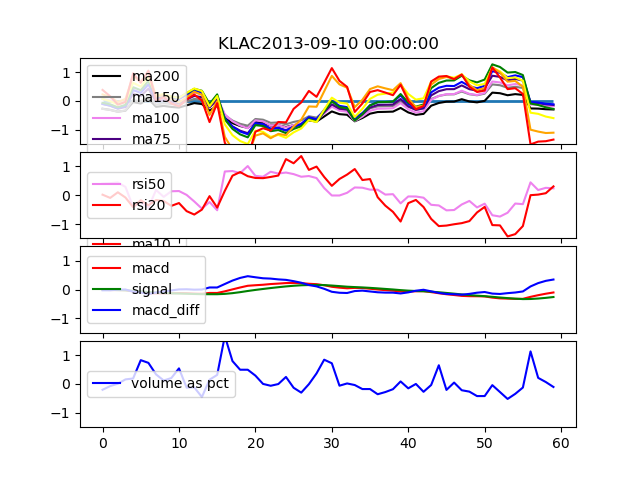 KLAC2013-09-10 00:00:00
1
0
−1
ma200
ma150
ma100
ma75
1
0
−1
rsi50
rsi20
ma10
1
0
−1
macd
signal
macd_diff
1
0
−1
volume as pct
0 10 20 30 40 50 60